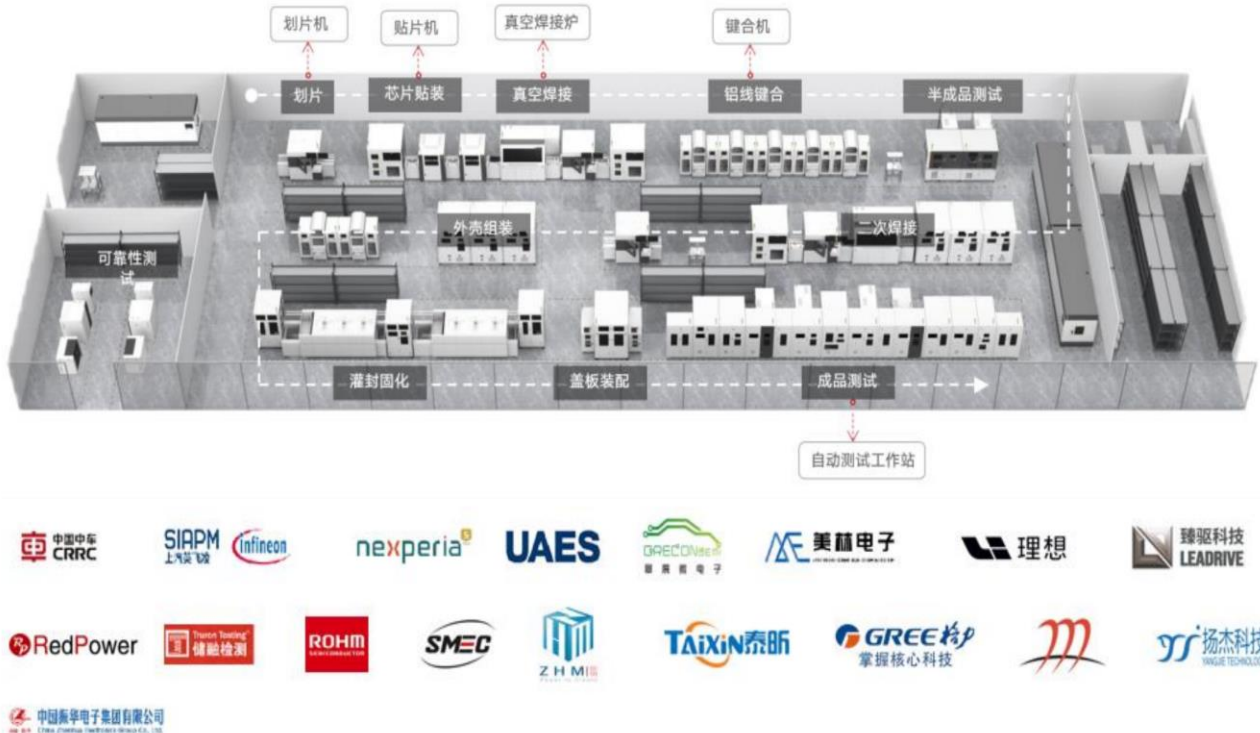 划片机
贴片机
真空焊接炉
键合机
划片
芯片贴装
真空焊接
铝线键合
半成品测试
外壳组装
二次焊接
可靠性测
试
灌封固化
盖板装配
成品测试
自动测试工作站
中国中车
CRRC
SIAPM
上汽英飞凌
infineon
nexperia
UAES
GRECONSEMI
美林电子
理想
臻驱科技
LEADRIVE
RedPower
储融检测
ROHM
SEMICONDUCTOR
SMEC
ZHMI
TAIXIN泰昕
GREE格力
掌握核心科技
扬杰科技
YANGJIE TECHNOLOGY
中国振华电子集团有限公司